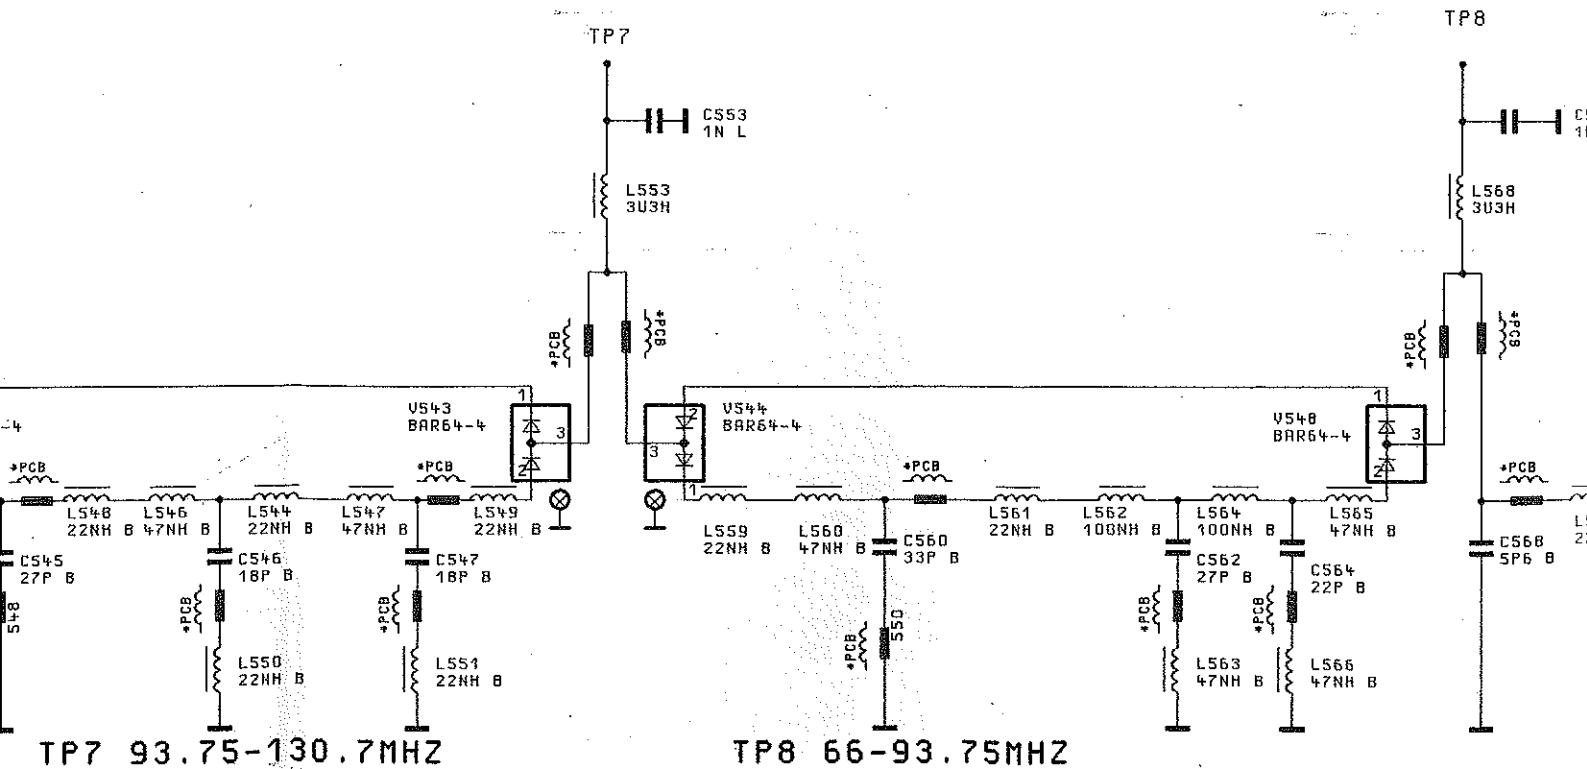 TP7
TP8
C553
1N L
L553
3U3H
L568
3U3H
*PCB
*PCB
*PCB
*PCB
1
V543
BAR64-4
3
2
2
V544
BAR64-4
3
1
1
V548
BAR64-4
3
2
-4
*PCB
*PCB
*PCB
*PCB
L548
22NH B
L546
47NH B
L544
22NH B
L547
47NH B
L549
22NH B
L559
22NH B
L560
47NH B
L561
22NH B
L562
100NH B
L564
100NH B
L565
47NH B
C545
27P B
C546
18P B
C547
18P B
C560
33P B
C562
27P B
C564
22P B
C568
5P6 B
548
*PCB
*PCB
*PCB
550
*PCB
*PCB
L550
22NH B
L551
22NH B
L563
47NH B
L566
47NH B
TP7 93.75-130.7MHZ
TP8 66-93.75MHZ